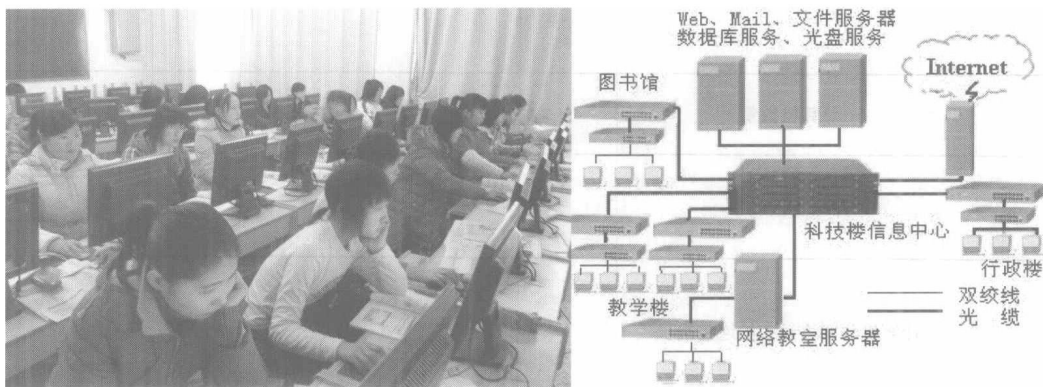 Web、Mail、文件服务器
数据库服务、光盘服务
图书馆
Internet
科技楼信息中心
行政楼
教学楼
双绞线
光 缆
网络教室服务器